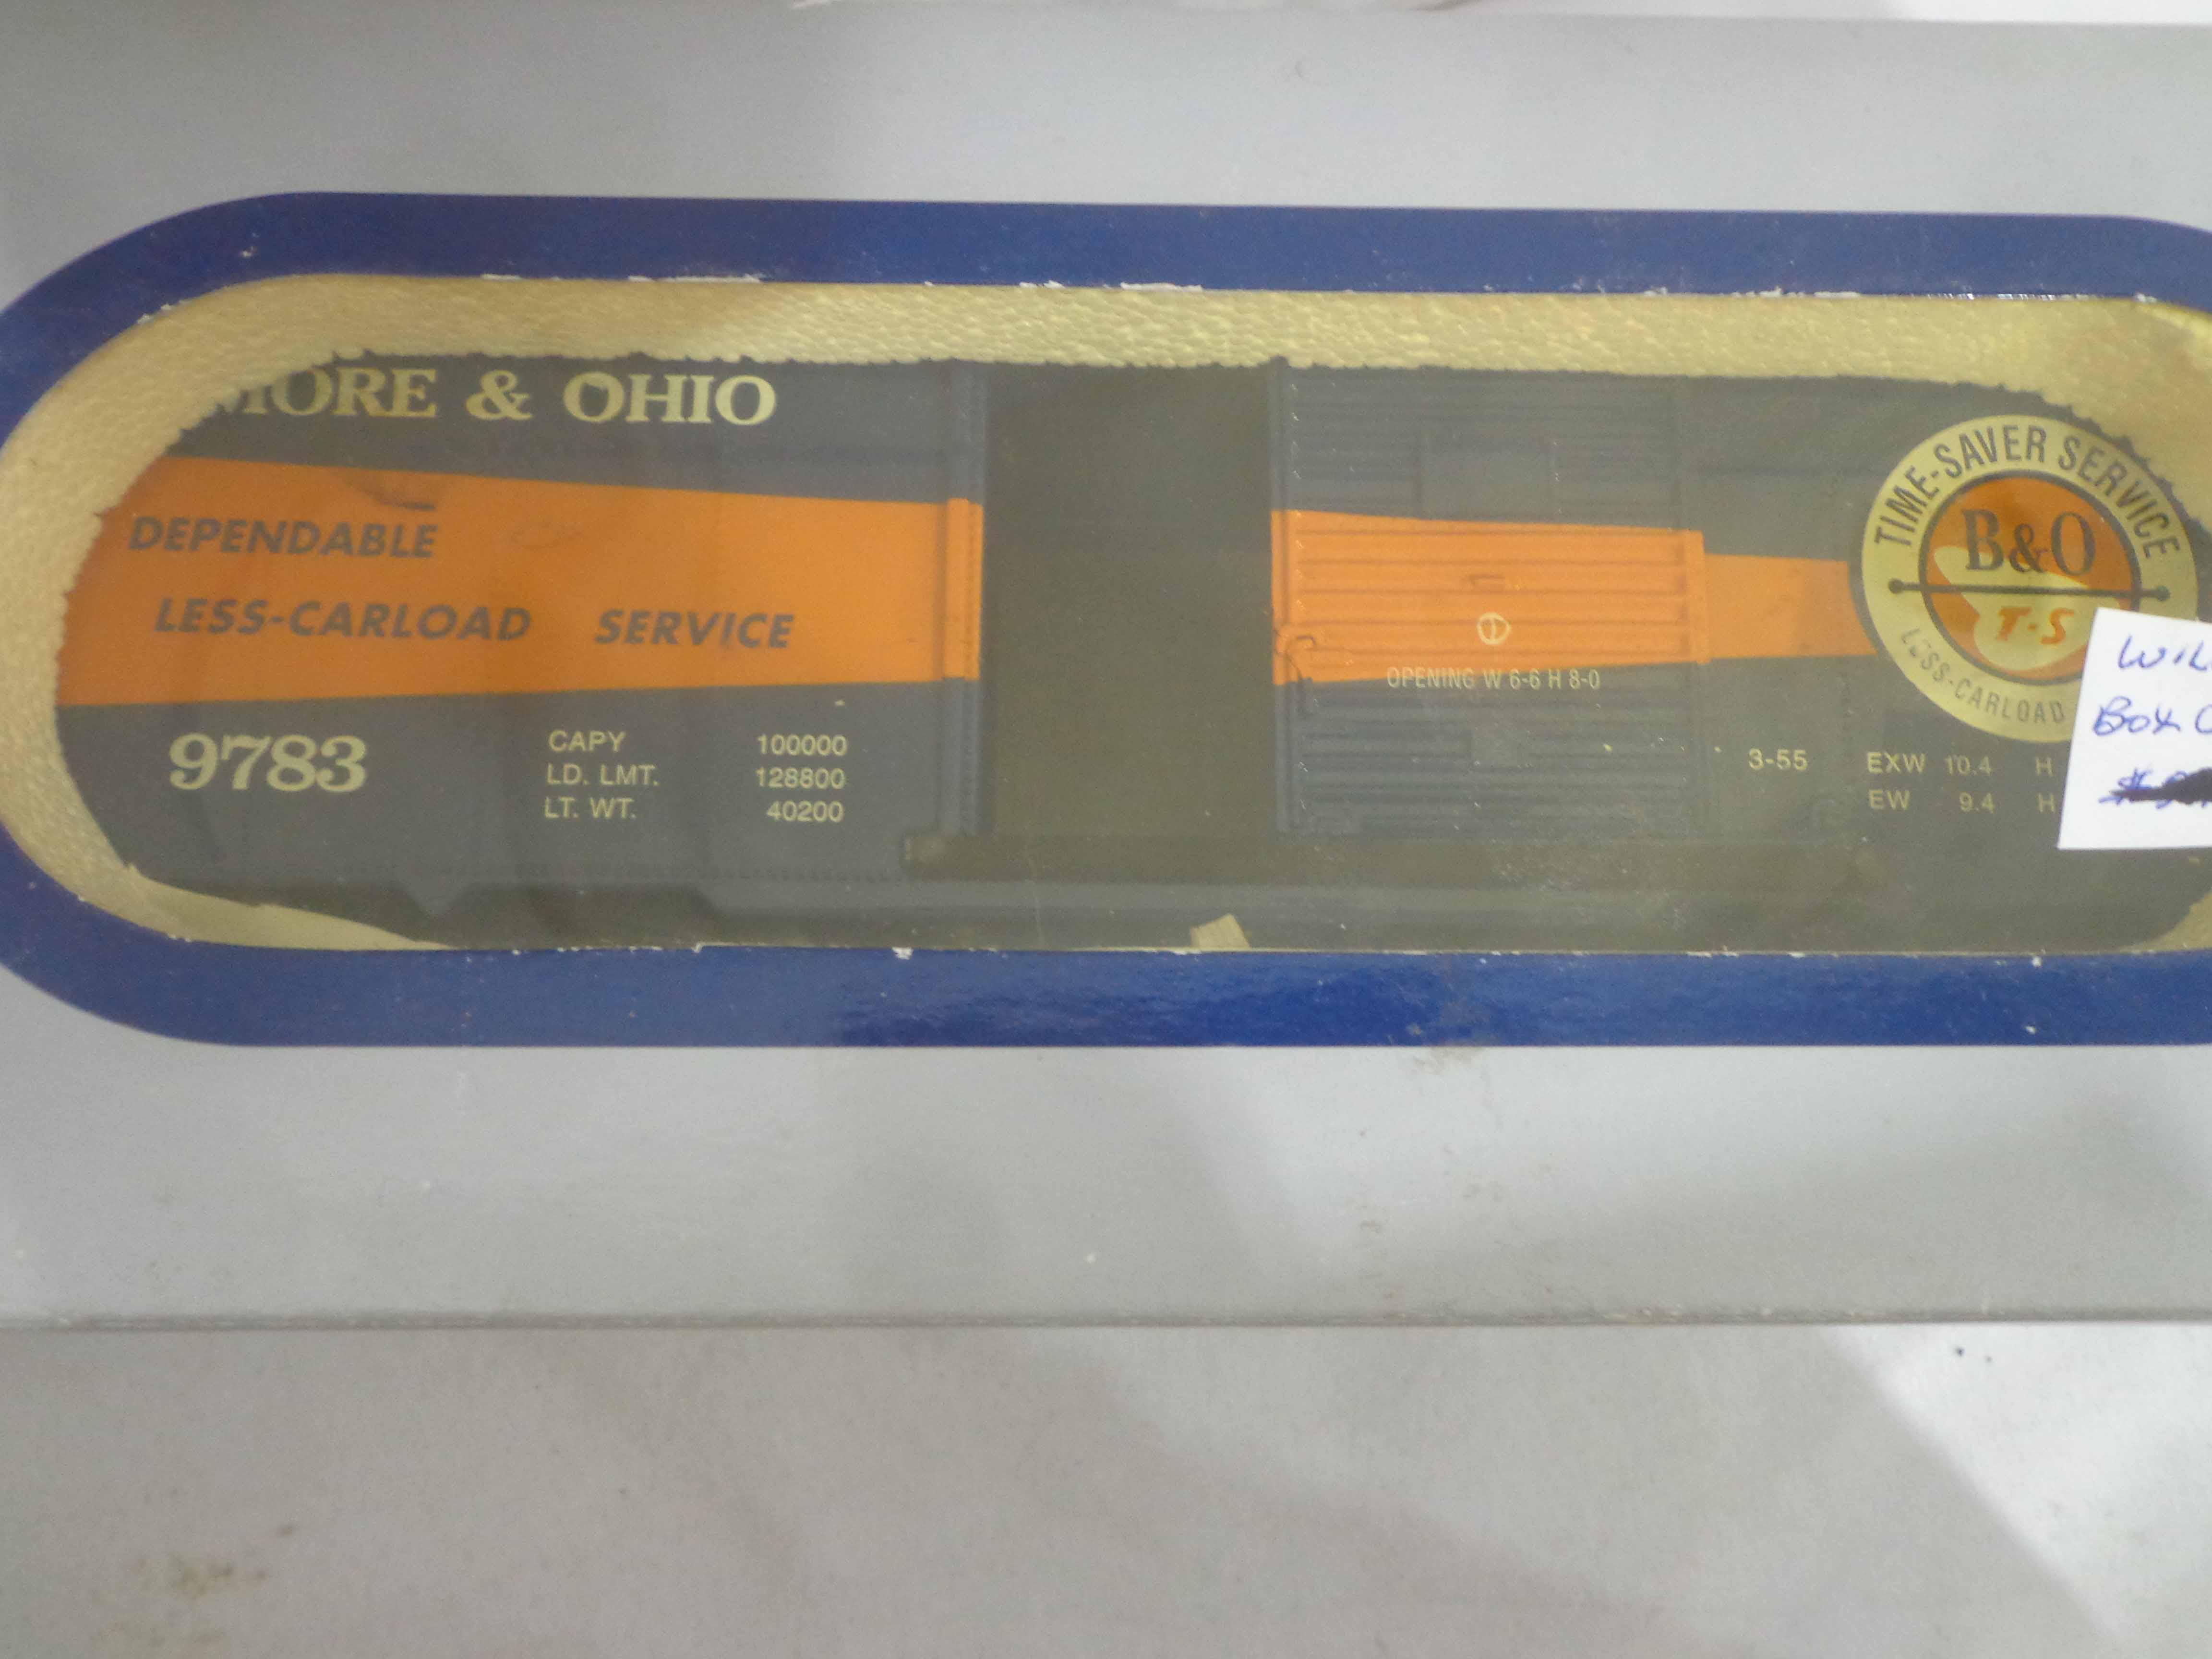 MORE & OHIO
DEPENDABLE
LESS-CARLOAD SERVICE
9783
CAPY 100000
LD. LMT. 128800
LT. WT. 40200
OPENING W 6-6 H 8-0
3-55
EXW 10.4 H
EW 9.4 H
TIME-SAVER SERVICE
B&O
T-S
LESS-CARLOAD
WIL
BOX C